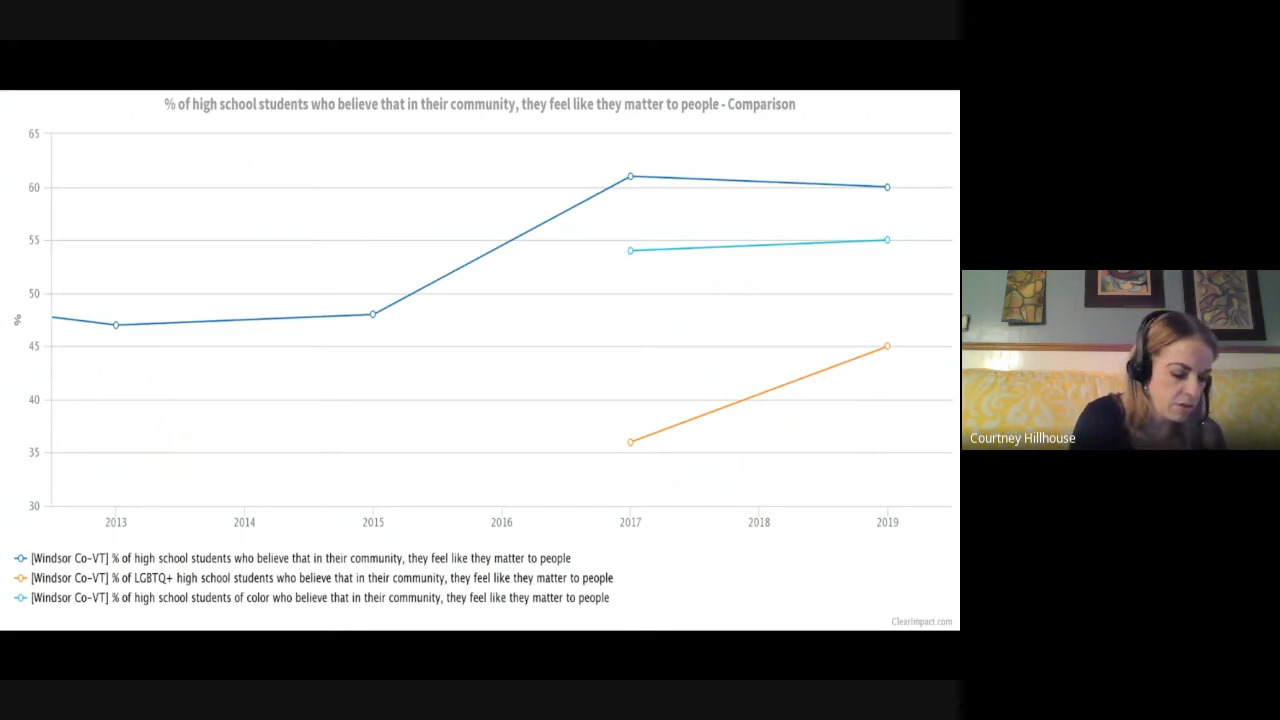 % of high school students who believe that in their community, they feel like they matter to people - Comparison
65
60
55
50
45
40
35
30
%
2013 2014 2015 2016 2017 2018 2019
[Windsor Co-VT] % of high school students who believe that in their community, they feel like they matter to people
[Windsor Co-VT] % of LGBTQ+ high school students who believe that in their community, they feel like they matter to people
[Windsor Co-VT] % of high school students of color who believe that in their community, they feel like they matter to people
ClearImpact.com
Courtney Hillhouse